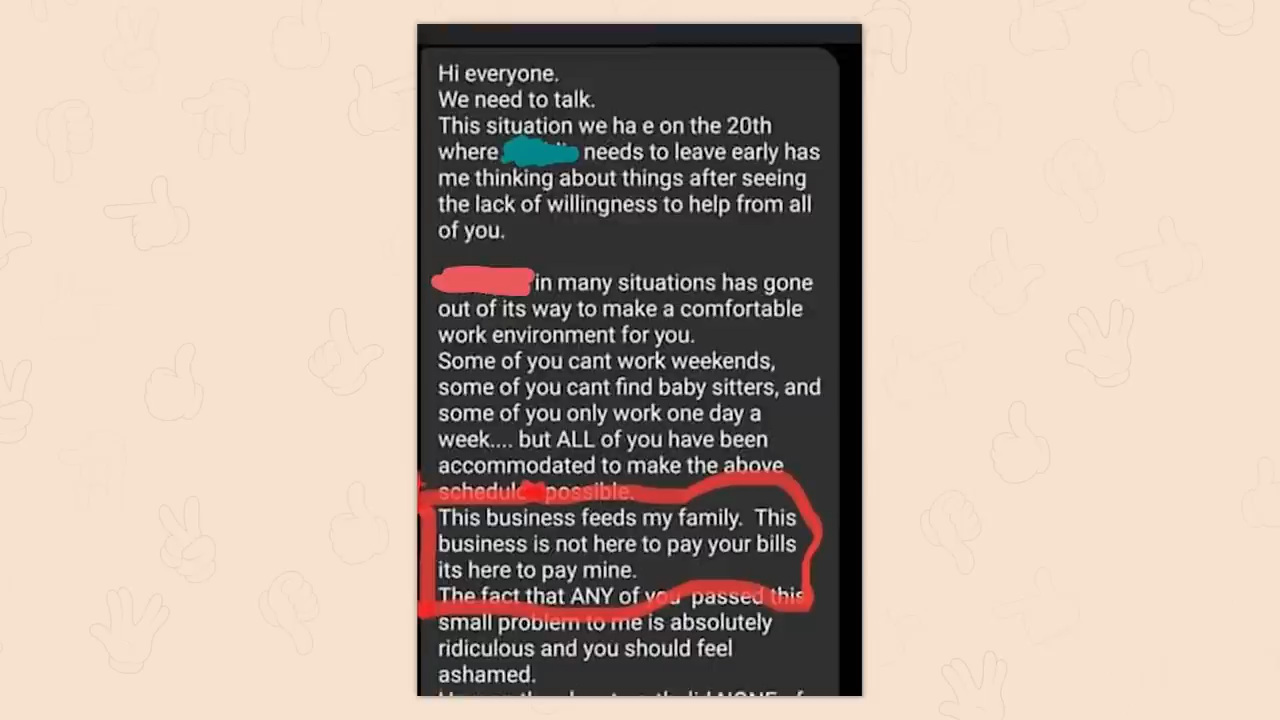 Hi everyone.
We need to talk.
This situation we ha e on the 20th
where needs to leave early has
me thinking about things after seeing
the lack of willingness to help from all
of you.
in many situations has gone
out of its way to make a comfortable
work environment for you.
Some of you cant work weekends,
some of you cant find baby sitters, and
some of you only work one day a
week.... but ALL of you have been
accommodated to make the above
possible.
This business feeds my family. This
business is not here to pay your bills
its here to pay mine.
The fact that ANY of you passed this
small problem to me is absolutely
ridiculous and you should feel
ashamed.